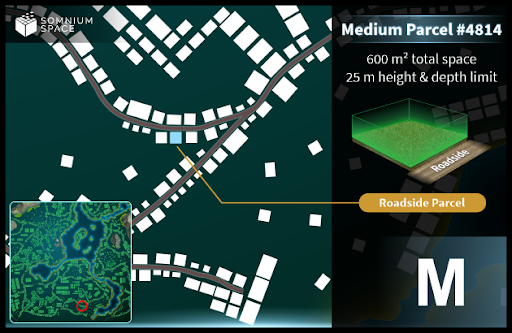 SOMNIUM
SPACE
Medium Parcel #4814
600 m² total space
25 m height & depth limit
Roadside
Roadside Parcel
M